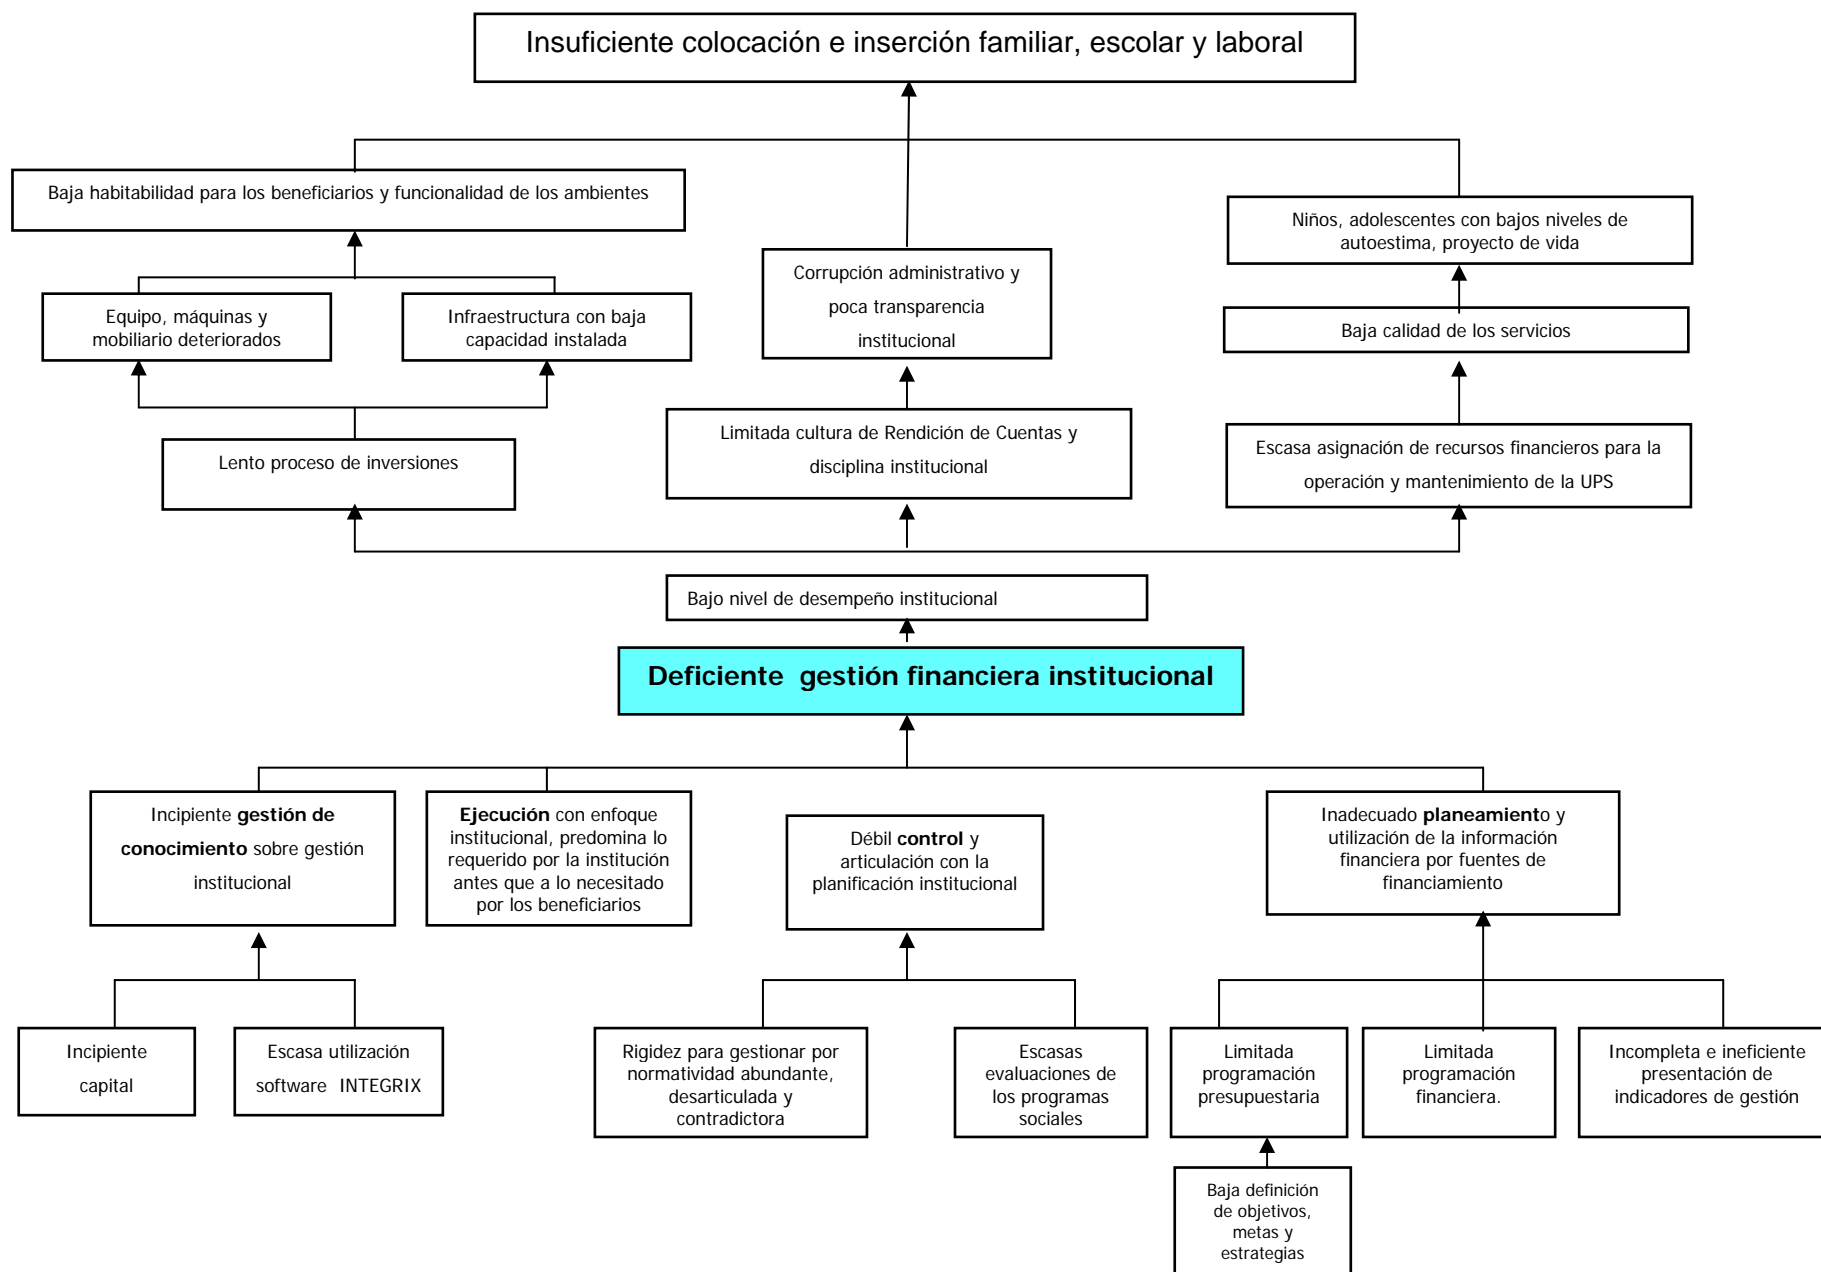 Insuficiente colocación e inserción familiar, escolar y laboral
Baja habitabilidad para los beneficiarios y funcionalidad de los ambientes
Niños, adolescentes con bajos niveles de
autoestima, proyecto de vida
Corrupción administrativo y
poca transparencia
institucional
Equipo, máquinas y
mobiliario deteriorados
Infraestructura con baja
capacidad instalada
Baja calidad de los servicios
Lento proceso de inversiones
Limitada cultura de Rendición de Cuentas y
disciplina institucional
Escasa asignación de recursos financieros para la
operación y mantenimiento de la UPS
Bajo nivel de desempeño institucional
Deficiente gestión financiera institucional
Incipiente gestión de
conocimiento sobre gestión
institucional
Ejecución con enfoque
institucional, predomina lo
requerido por la institución
antes que a lo necesitado
por los beneficiarios
Débil control y
articulación con la
planificación institucional
Inadecuado planeamiento y
utilización de la información
financiera por fuentes de
financiamiento
Incipiente
capital
Escasa utilización
software INTEGRIX
Rigidez para gestionar por
normatividad abundante,
desarticulada y
contradictora
Escasas
evaluaciones de
los programas
sociales
Limitada
programación
presupuestaria
Limitada
programación
financiera.
Incompleta e ineficiente
presentación de
indicadores de gestión
Baja definición
de objetivos,
metas y
estrategias